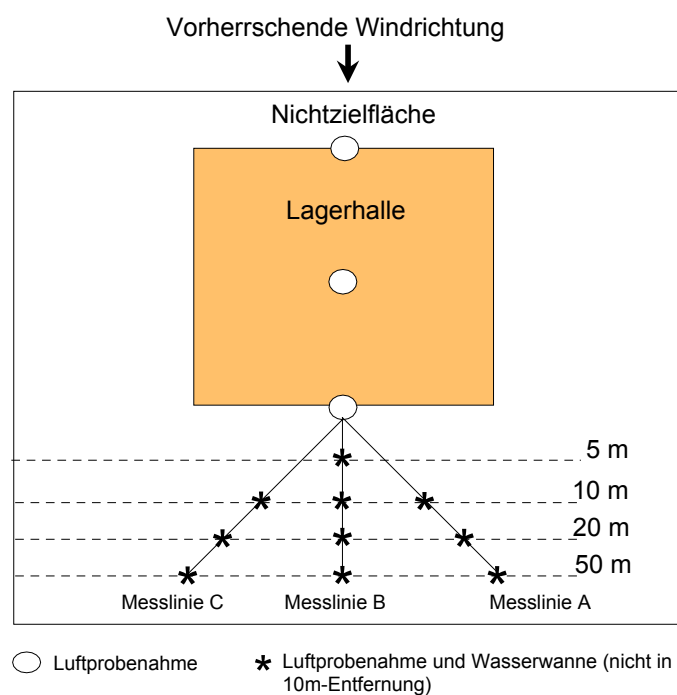 Vorherrschende Windrichtung
Nichtzielfläche
Lagerhalle
5 m
10 m
20 m
50 m
Messlinie C
Messlinie B
Messlinie A
Luftprobenahme
Luftprobenahme und Wasserwanne (nicht in
10m-Entfernung)